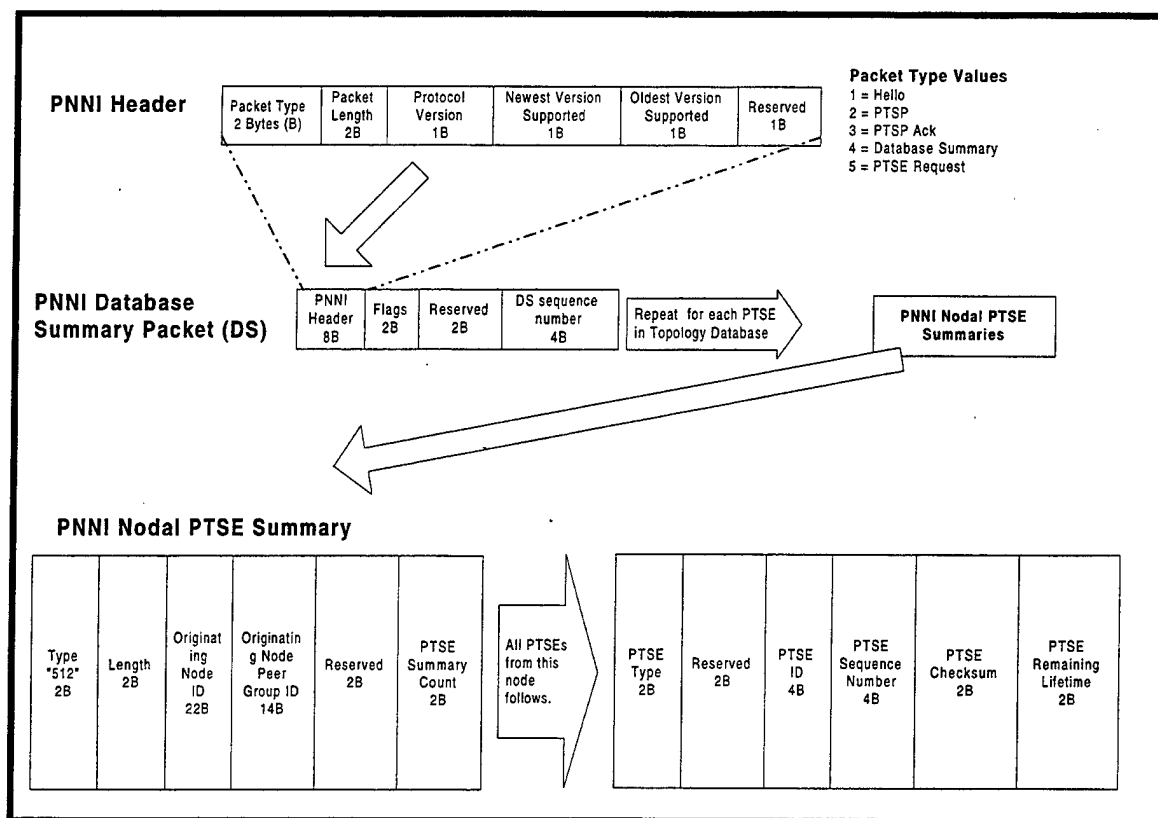 PNNI Header
Packet Type
2 Bytes (B)
Packet
Length
2B
Protocol
Version
1B
Newest Version
Supported
1B
Oldest Version
Supported
1B
Reserved
1B
Packet Type Values
1 = Hello
2 = PTSP
3 = PTSP Ack
4 = Database Summary
5 = PTSE Request
PNNI Database
Summary Packet (DS)
PNNI
Header
8B
Flags
2B
Reserved
2B
DS sequence
number
4B
Repeat for each PTSE
in Topology Database
PNNI Nodal PTSE
Summaries
PNNI Nodal PTSE Summary
Type
"512"
2B
Length
2B
Originat
ing
Node
ID
22B
Originatin
g Node
Peer
Group ID
14B
Reserved
2B
PTSE
Summary
Count
2B
All PTSEs
from this
node
follows.
PTSE
Type
2B
Reserved
2B
PTSE
ID
4B
PTSE
Sequence
Number
4B
PTSE
Checksum
2B
PTSE
Remaining
Lifetime
2B